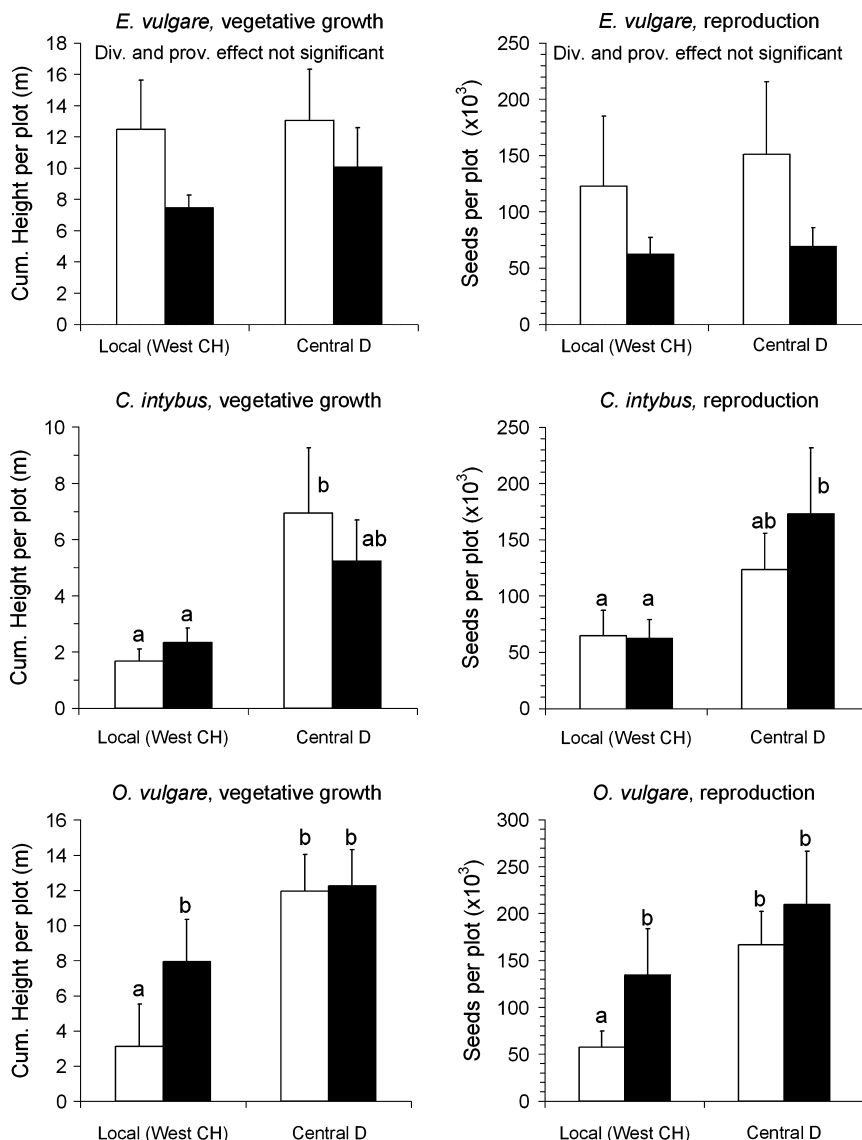 E. vulgare, vegetative growth
Div. and prov. effect not significant
Cum. Height per plot (m)
18
16
14
12
10
8
6
4
2
0
Local (West CH)
Central D
E. vulgare, reproduction
Div. and prov. effect not significant
Seeds per plot (x10³)
250
200
150
100
50
0
Local (West CH)
Central D
C. intybus, vegetative growth
Cum. Height per plot (m)
10
8
6
4
2
0
a
a
b
ab
Local (West CH)
Central D
C. intybus, reproduction
Seeds per plot (x10³)
250
200
150
100
50
0
a
a
ab
b
Local (West CH)
Central D
O. vulgare, vegetative growth
Cum. Height per plot (m)
16
14
12
10
8
6
4
2
0
a
b
b
b
Local (West CH)
Central D
O. vulgare, reproduction
Seeds per plot (x10³)
300
250
200
150
100
50
0
a
b
b
b
Local (West CH)
Central D